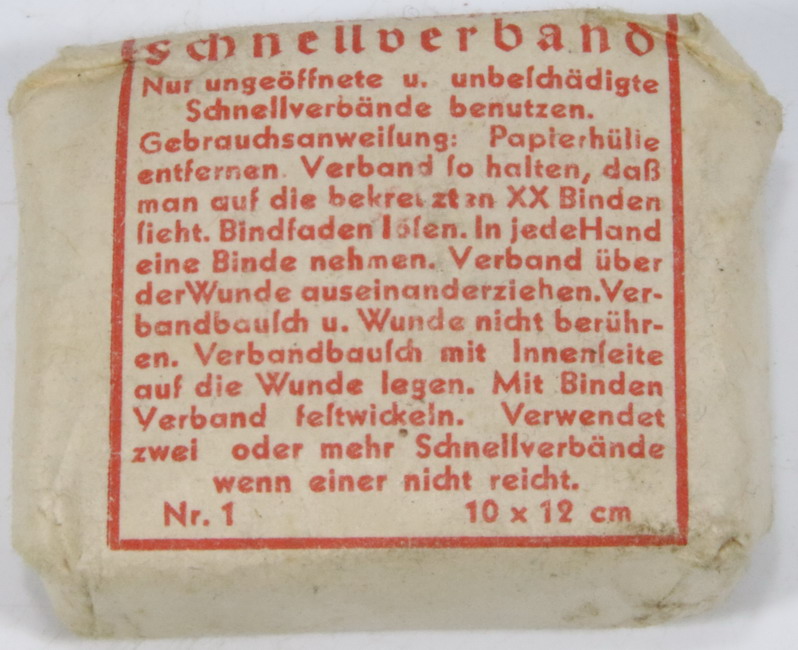 Schnellverband
Nur ungeöffnete u. unbeſchädigte
Schnellverbände benutzen.
Gebrauchsanweiſung: Papierhülle
entfernen. Verband ſo halten, daß
man auf die bekreuzten XX Binden
ſieht. Bindfaden löſen. In jede Hand
eine Binde nehmen. Verband über
der Wunde auseinanderziehen. Ver-
bandbauſch u. Wunde nicht berühr-
en. Verbandbauſch mit Innenſeite
auf die Wunde legen. Mit Binden
Verband feſtwickeln. Verwendet
zwei oder mehr Schnellverbände
wenn einer nicht reicht.
Nr. 1 10 x 12 cm